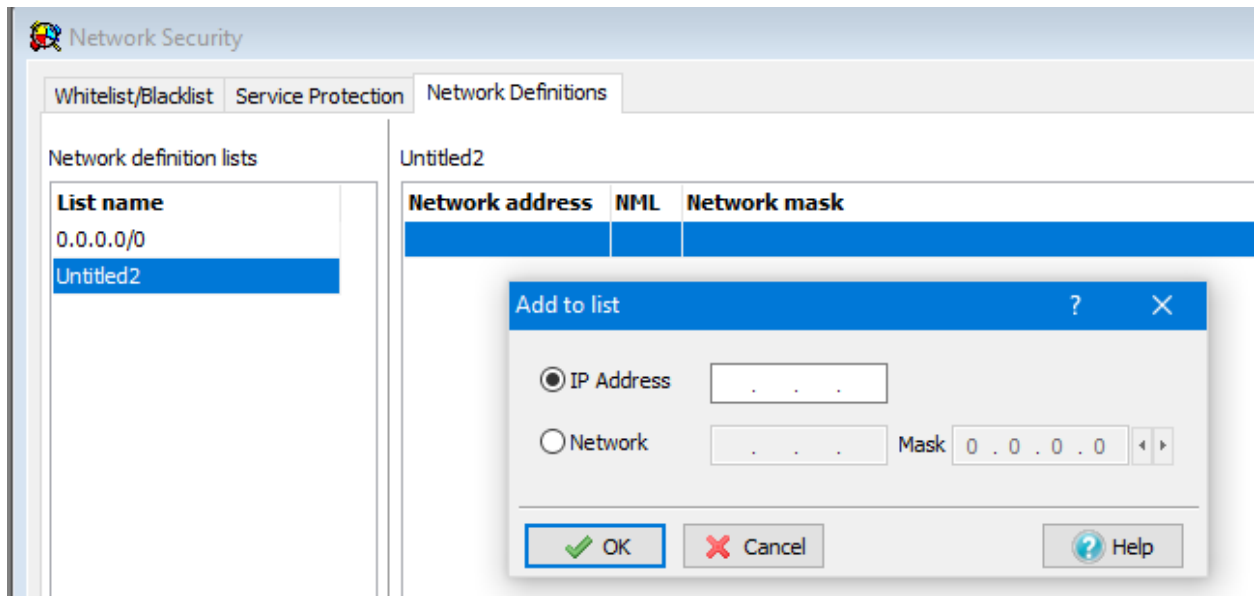 Network Security
Whitelist/Blacklist Service Protection Network Definitions
Network definition lists
Untitled2
List name
Network address NML Network mask
0.0.0.0/0
Untitled2
Add to list ? X
IP Address . . .
Network . . . Mask 0 . 0 . 0 . 0
OK Cancel Help